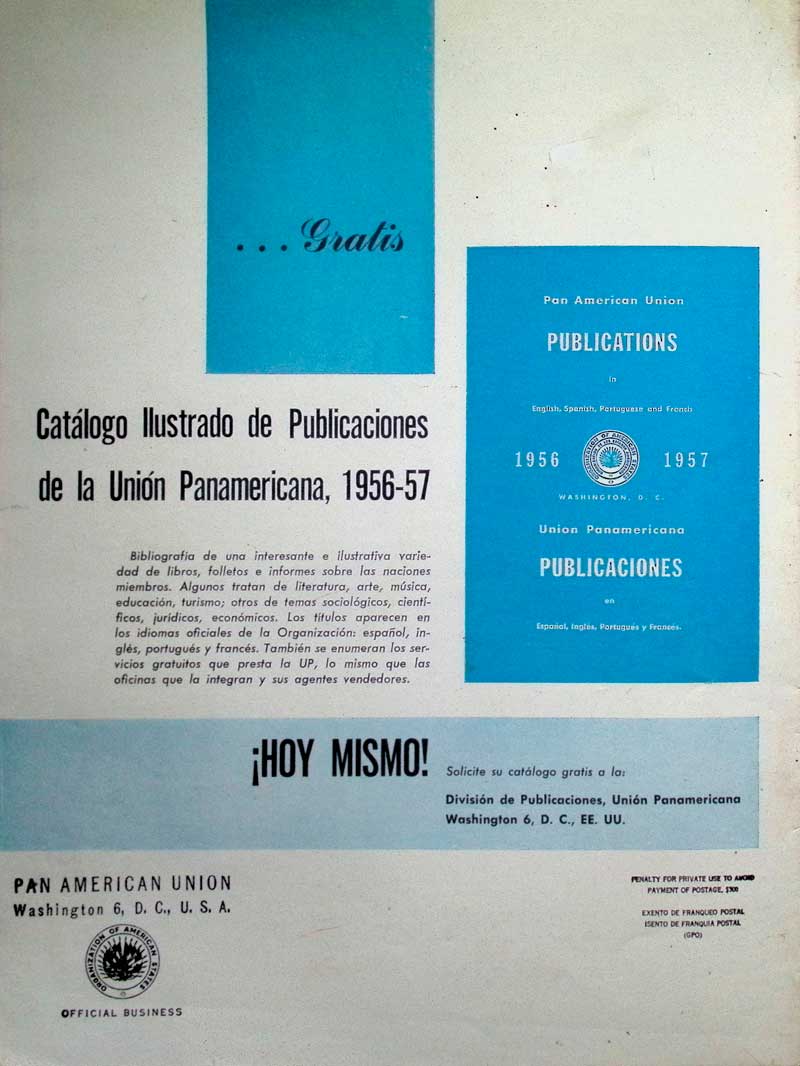 ...Gratis
Catálogo Ilustrado de Publicaciones
de la Unión Panamericana, 1956-57
Bibliografía de una interesante e ilustrativa varie-
dad de libros, folletos e informes sobre las naciones
miembros. Algunos tratan de literatura, arte, música,
educación, turismo; otros de temas sociológicos, cientí-
ficos, jurídicos, económicos. Los títulos aparecen en
los idiomas oficiales de la Organización: español, in-
glés, portugués y francés. También se enumeran los ser-
vicios gratuitos que presta la UP, lo mismo que las
oficinas que la integran y sus agentes vendedores.
Pan American Union
PUBLICATIONS
in
English, Spanish, Portuguese and French
1956 1957
ORGANIZATION OF AMERICAN STATES
WASHINGTON, D. C.
Union Panamericana
PUBLICACIONES
en
Español, Inglés, Portugués y Francés.
¡HOY MISMO!
Solicite su catálogo gratis a la:
División de Publicaciones, Unión Panamericana
Washington 6, D. C., EE. UU.
PAN AMERICAN UNION
Washington 6, D. C., U. S. A.
ORGANIZATION OF AMERICAN STATES
OFFICIAL BUSINESS
PENALTY FOR PRIVATE USE TO AVOID
PAYMENT OF POSTAGE, $300
EXENTO DE FRANQUEO POSTAL
ISENTO DE FRANQUIA POSTAL
(GPO)